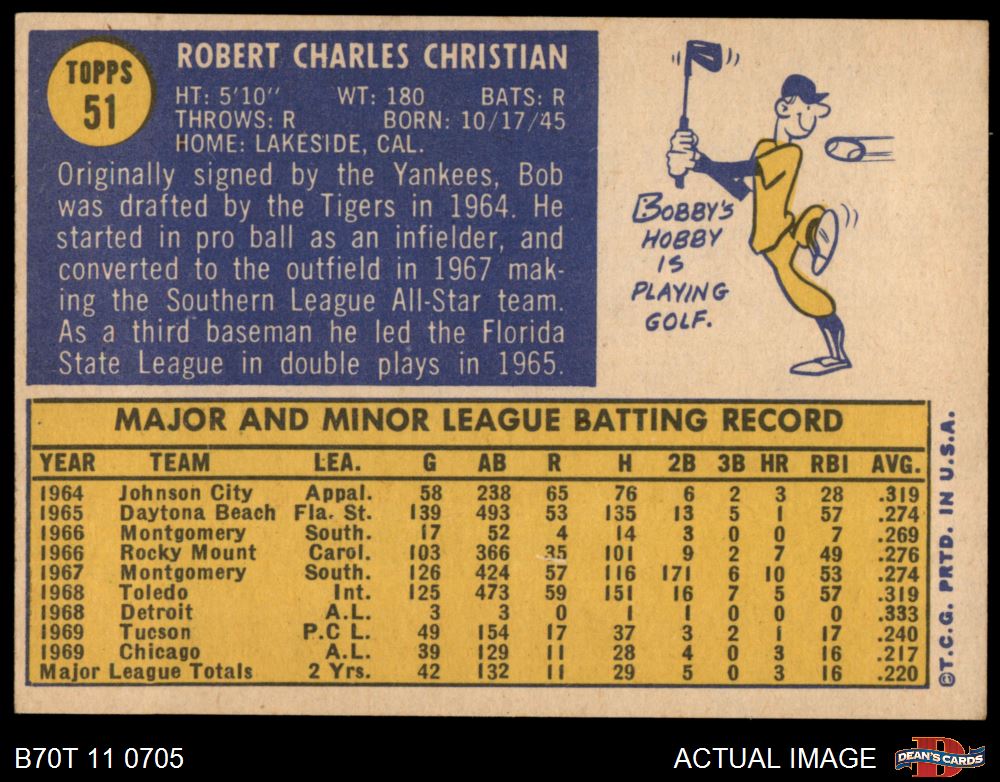 TOPPS
51
ROBERT CHARLES CHRISTIAN
HT: 5'10" WT: 180 BATS: R
THROWS: R BORN: 10/17/45
HOME: LAKESIDE, CAL.
Originally signed by the Yankees, Bob
was drafted by the Tigers in 1964. He
started in pro ball as an infielder, and
converted to the outfield in 1967 mak-
ing the Southern League All-Star team.
As a third baseman he led the Florida
State League in double plays in 1965.
BOBBY'S
HOBBY
IS
PLAYING
GOLF.
MAJOR AND MINOR LEAGUE BATTING RECORD
YEAR TEAM LEA. G AB R H 2B 3B HR RBI AVG.
1964 Johnson City Appal. 58 238 65 76 6 2 3 28 .319
1965 Daytona Beach Fla. St. 139 493 53 135 13 5 1 57 .274
1966 Montgomery South. 17 52 4 14 3 0 0 7 .269
1966 Rocky Mount Carol. 103 366 35 101 9 2 7 49 .276
1967 Montgomery South. 126 424 57 116 171 6 10 53 .274
1968 Toledo Int. 125 473 59 151 16 7 5 57 .319
1968 Detroit A.L. 3 3 0 1 1 0 0 0 .333
1969 Tucson P.C L. 49 154 17 37 3 2 1 17 .240
1969 Chicago A.L. 39 129 11 28 4 0 3 16 .217
Major League Totals 2 Yrs. 42 132 11 29 5 0 3 16 .220
©T.C.G. PRTD. IN U.S.A.
B70T 11 0705
ACTUAL IMAGE
D
DEAN'S CARDS